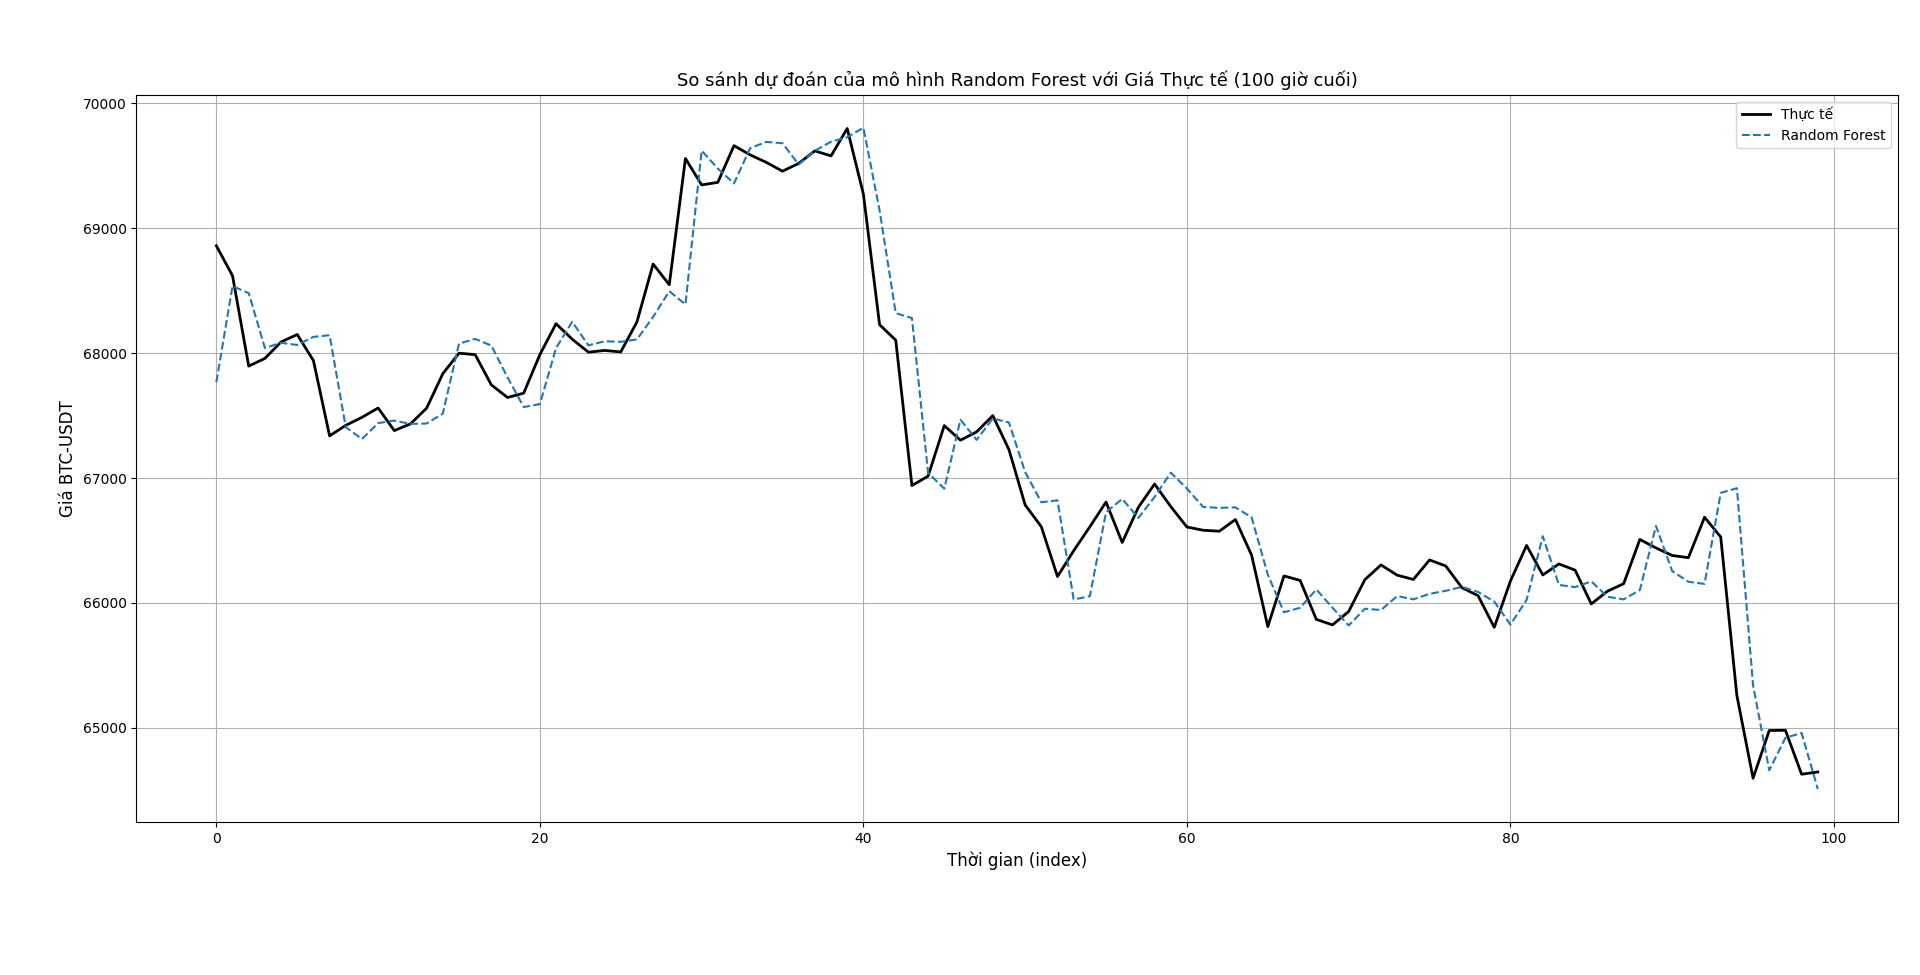 So sánh dự đoán của mô hình Random Forest với Giá Thực tế (100 giờ cuối)
Thực tế
Random Forest
Giá BTC-USDT
70000
69000
68000
67000
66000
65000
0 20 40 60 80 100
Thời gian (index)